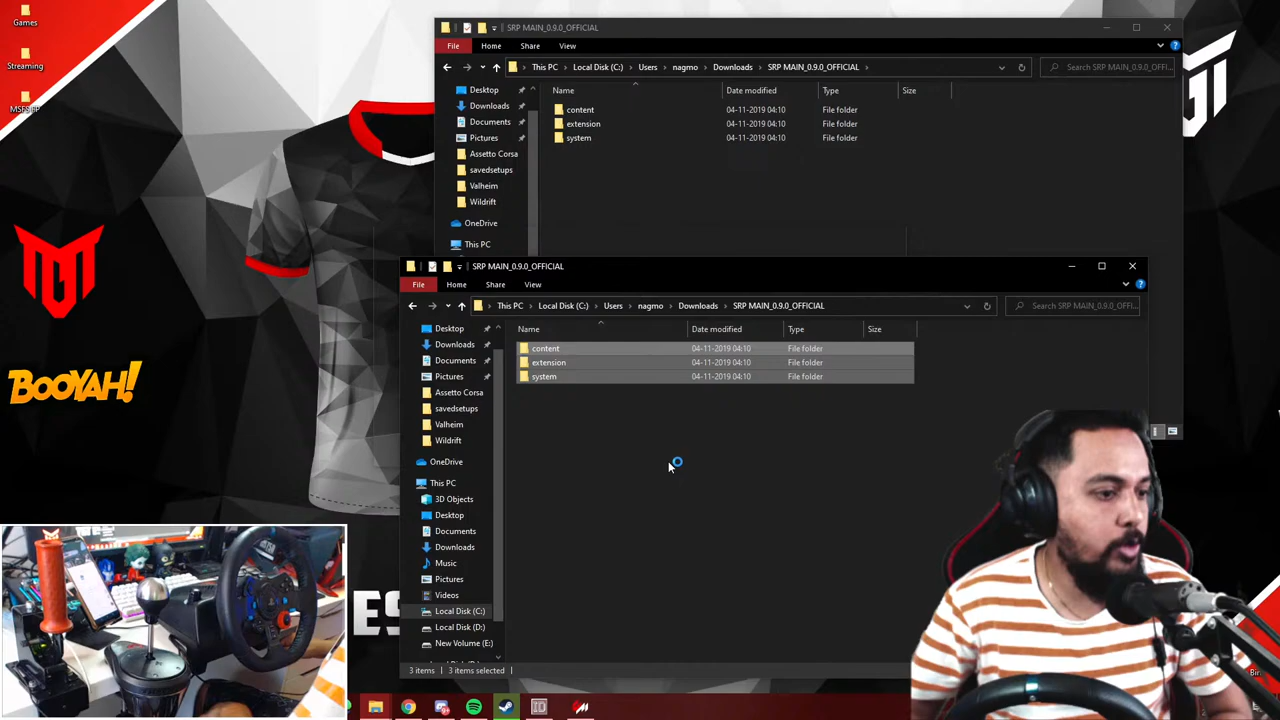 Games
Streaming
SRP MAIN_0.9.0_OFFICIAL
File Home Share View
This PC Local Disk (C:) Users nagmo Downloads SRP MAIN_0.9.0_OFFICIAL
Search SRP MAIN_0.9.0_OFFI...
Name Date modified Type Size
Desktop
Downloads
Documents
Pictures
Assetto Corsa
savedsetups
Valheim
Wildrift
OneDrive
This PC
content 04-11-2019 04:10 File folder
extension 04-11-2019 04:10 File folder
system 04-11-2019 04:10 File folder
SRP MAIN_0.9.0_OFFICIAL
File Home Share View
This PC Local Disk (C:) Users nagmo Downloads SRP MAIN_0.9.0_OFFICIAL
Search SRP MAIN_0.9.0_OFFI...
Name Date modified Type Size
content 04-11-2019 04:10 File folder
extension 04-11-2019 04:10 File folder
system 04-11-2019 04:10 File folder
Desktop
Downloads
Documents
Pictures
Assetto Corsa
savedsetups
Valheim
Wildrift
OneDrive
This PC
3D Objects
Desktop
Documents
Downloads
Music
Pictures
Videos
Local Disk (C:)
Local Disk (D:)
New Volume (E:)
3 items 3 items selected
BOOYAH!
ES